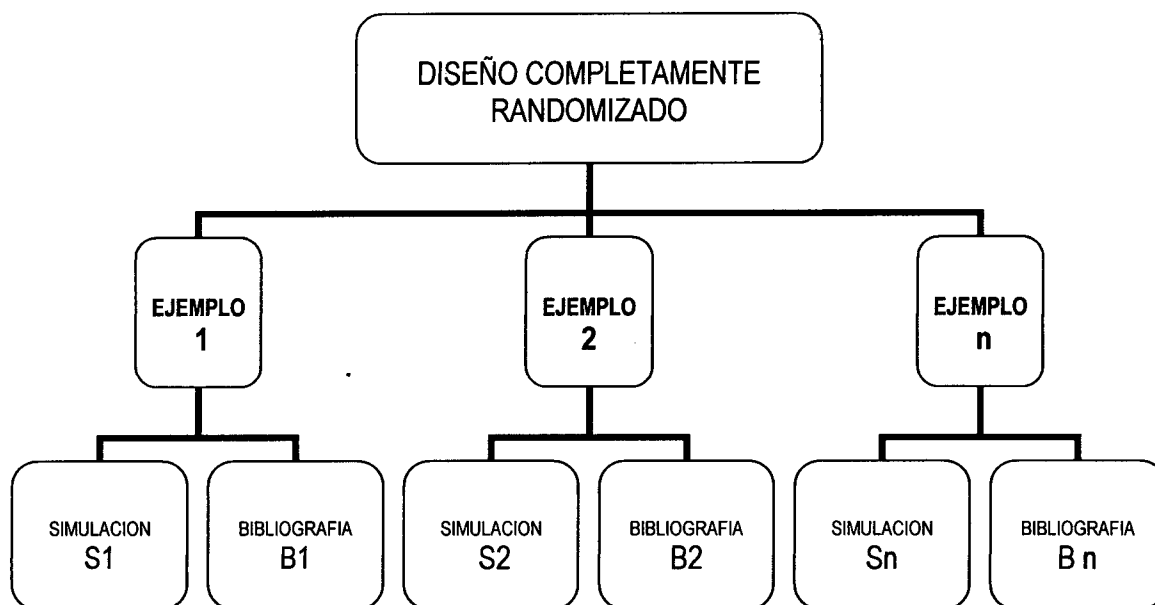 DISEÑO COMPLETAMENTE
RANDOMIZADO
EJEMPLO
1
EJEMPLO
2
EJEMPLO
n
SIMULACION
S1
BIBLIOGRAFIA
B1
SIMULACION
S2
BIBLIOGRAFIA
B2
SIMULACION
Sn
BIBLIOGRAFIA
B n